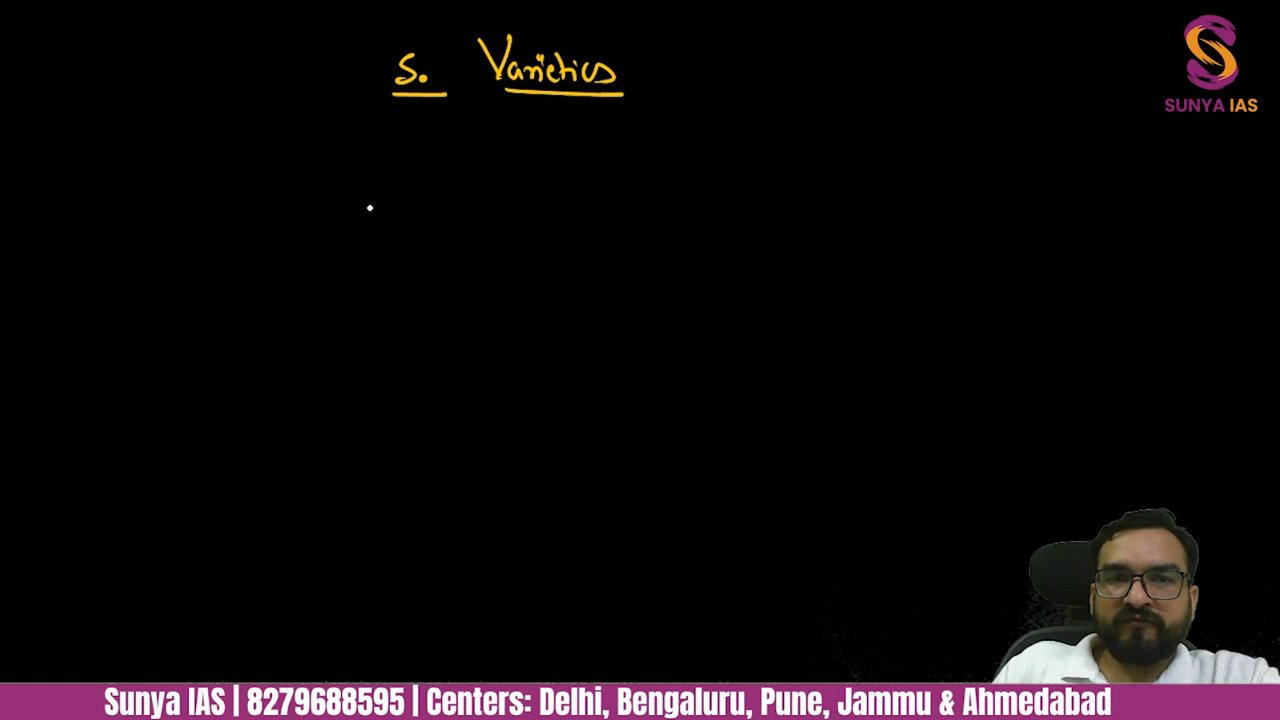 S. Varieties
SUNYA IAS
Sunya IAS | 8279688595 | Centers: Delhi, Bengaluru, Pune, Jammu & Ahmedabad